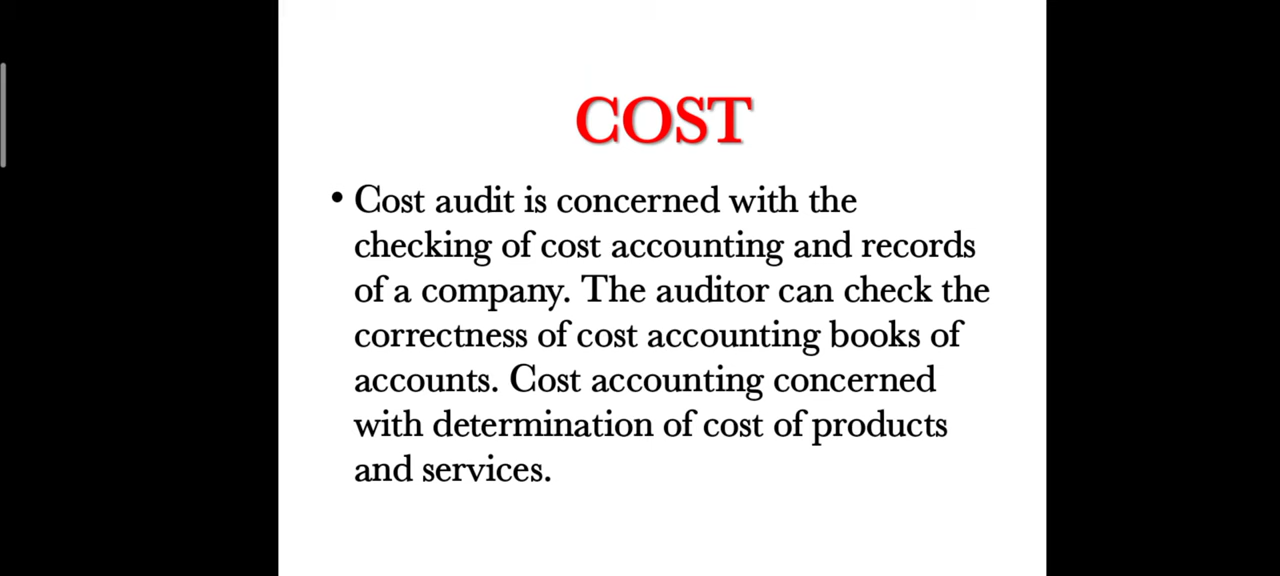 COST
• Cost audit is concerned with the
checking of cost accounting and records
of a company. The auditor can check the
correctness of cost accounting books of
accounts. Cost accounting concerned
with determination of cost of products
and services.